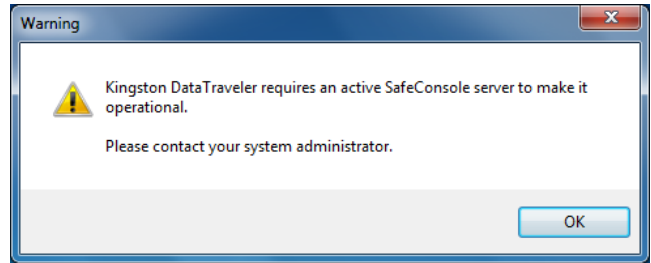 Warning
Kingston DataTraveler requires an active SafeConsole server to make it
operational.
Please contact your system administrator.
OK